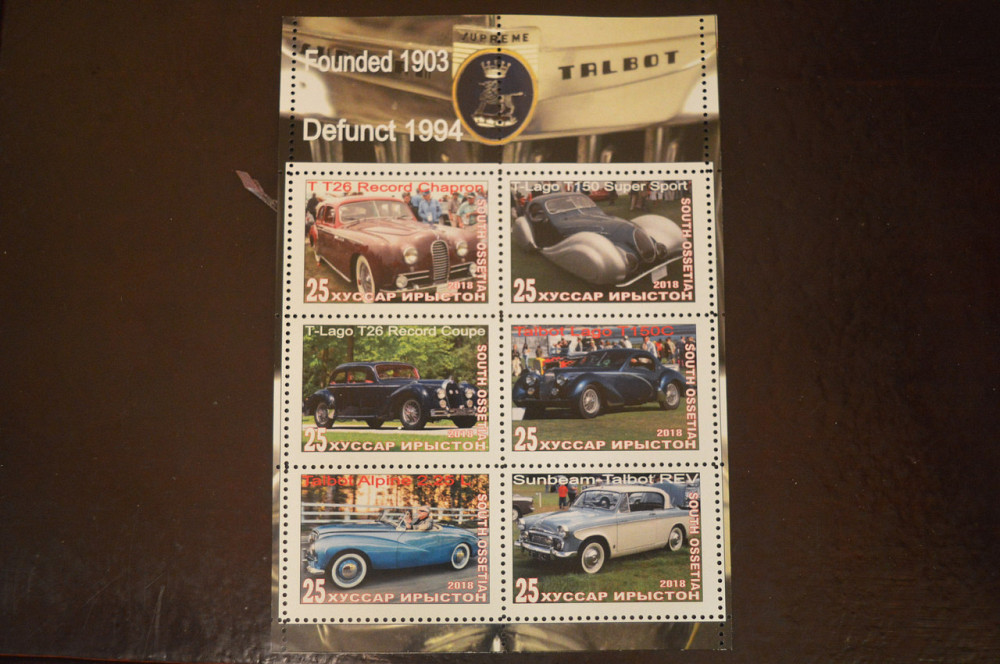 SUPREME
Founded 1903
TALBOT
Defunct 1994
T T26 Record Chapron
SOUTH OSSETIA
2018
25 ХУССАР ИРЫСТОН
T-Lago T150 Super Sport
SOUTH OSSETIA
2018
25 ХУССАР ИРЫСТОН
T-Lago T26 Record Coupe
SOUTH OSSETIA
2018
25 ХУССАР ИРЫСТОН
Talbot Lago T150C
SOUTH OSSETIA
2018
25 ХУССАР ИРЫСТОН
Talbot Alpine 2.26 L
SOUTH OSSETIA
2018
25 ХУССАР ИРЫСТОН
Sunbeam-Talbot REV
SOUTH OSSETIA
2018
25 ХУССАР ИРЫСТОН